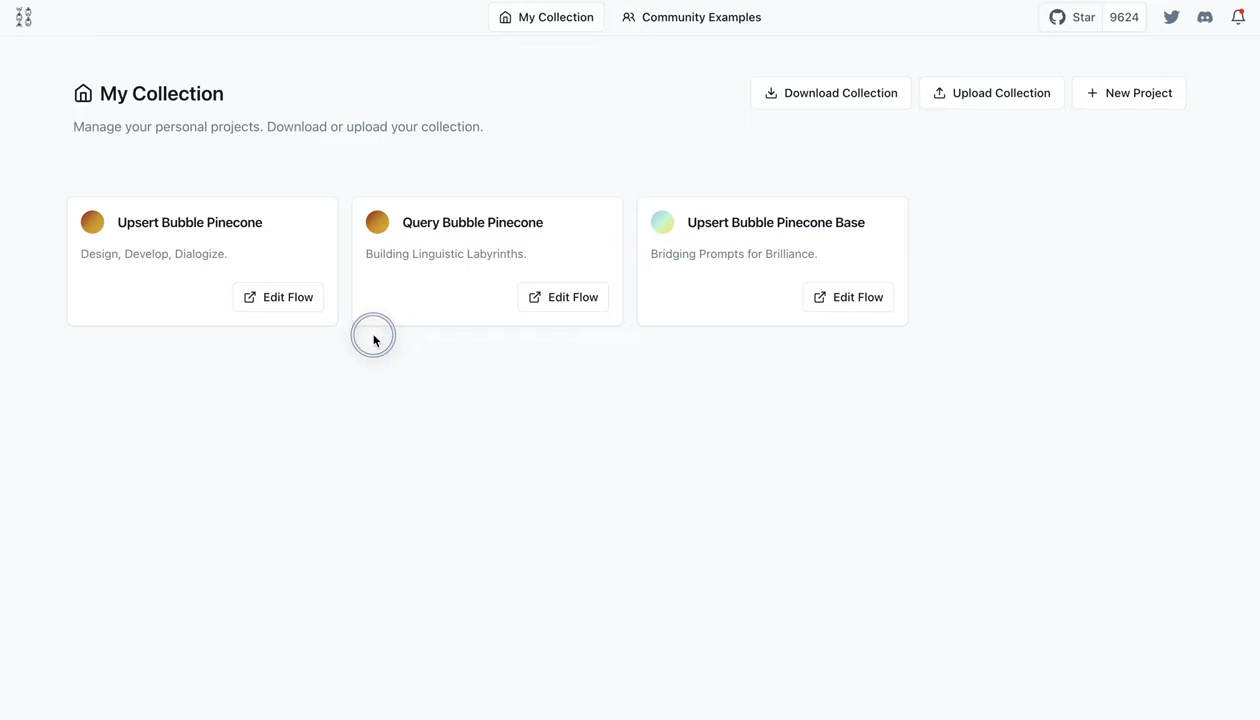 My Collection
Community Examples
Star
9624
My Collection
Download Collection
Upload Collection
New Project
Manage your personal projects. Download or upload your collection.
Upsert Bubble Pinecone
Design, Develop, Dialogize.
Edit Flow
Query Bubble Pinecone
Building Linguistic Labyrinths.
Edit Flow
Upsert Bubble Pinecone Base
Bridging Prompts for Brilliance.
Edit Flow